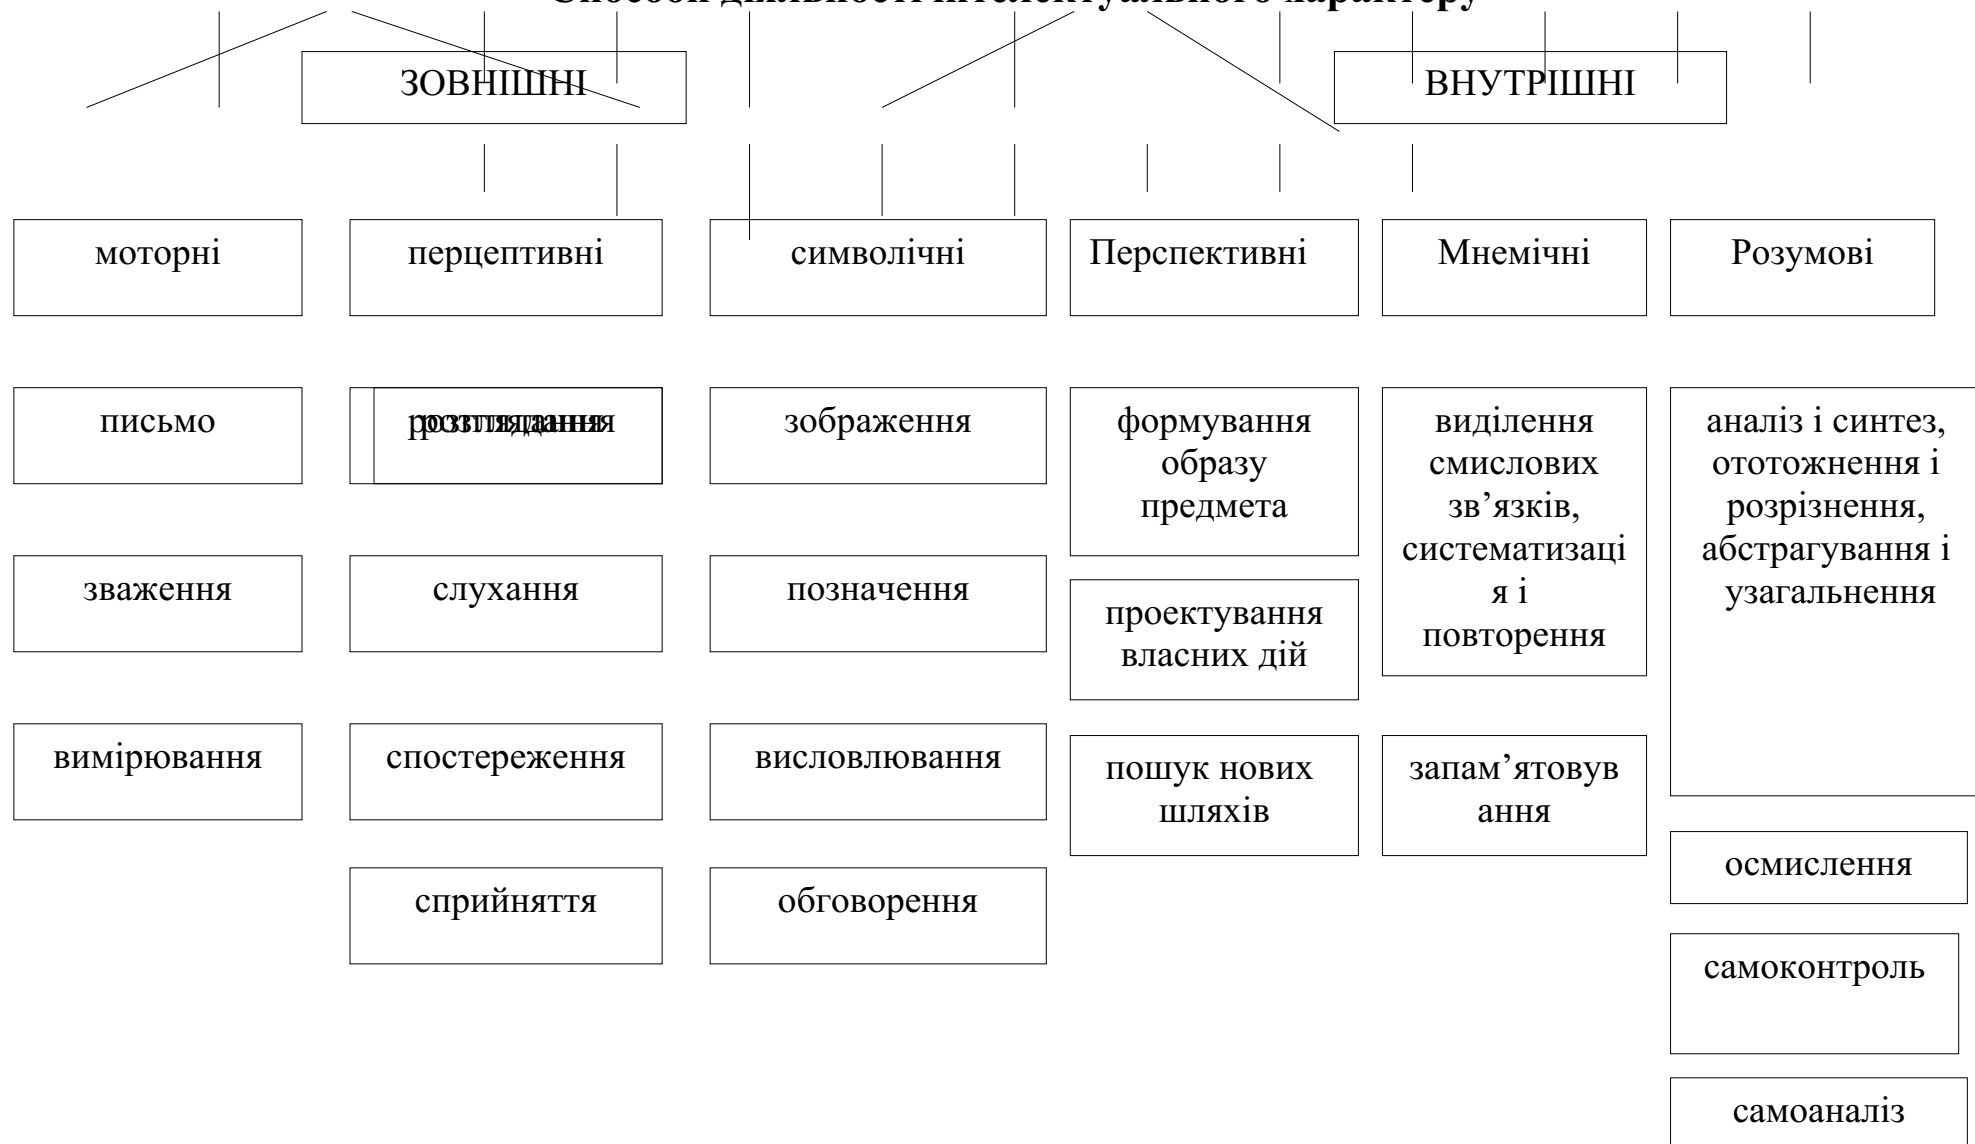 Способи діяльності інтелектуального характеру
ЗОВНІШНІ
ВНУТРІШНІ
моторні
перцептивні
символічні
Перспективні
Мнемічні
Розумові
письмо
розглядання
зображення
формування
образу
предмета
виділення
смислових
зв’язків,
систематизаці
я і
повторення
аналіз і синтез,
ототожнення і
розрізнення,
абстрагування і
узагальнення
зваження
слухання
позначення
проектування
власних дій
вимірювання
спостереження
висловлювання
пошук нових
шляхів
запам’ятовув
ання
осмислення
сприйняття
обговорення
самоконтроль
самоаналіз